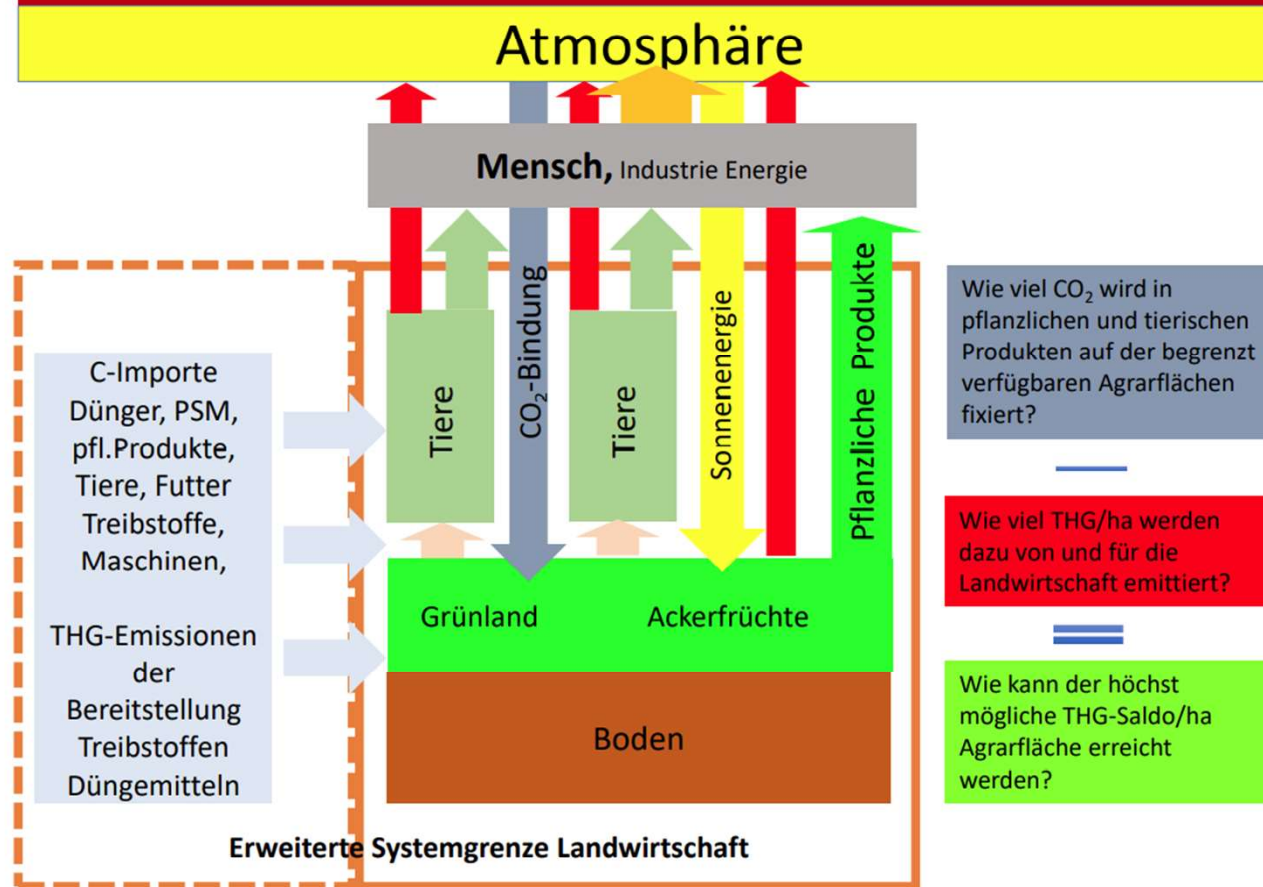 Atmosphäre
Mensch, Industrie Energie
C-Importe
Dünger, PSM,
pfl.Produkte,
Tiere, Futter
Treibstoffe,
Maschinen,
THG-Emissionen
der
Bereitstellung
Treibstoffen
Düngemitteln
Tiere
CO₂-Bindung
Tiere
Sonnenenergie
Pflanzliche Produkte
Grünland
Ackerfrüchte
Boden
Erweiterte Systemgrenze Landwirtschaft
Wie viel CO₂ wird in
pflanzlichen und tierischen
Produkten auf der begrenzt
verfügbaren Agrarflächen
fixiert?
Wie viel THG/ha werden
dazu von und für die
Landwirtschaft emittiert?
Wie kann der höchst
mögliche THG-Saldo/ha
Agrarfläche erreicht
werden?